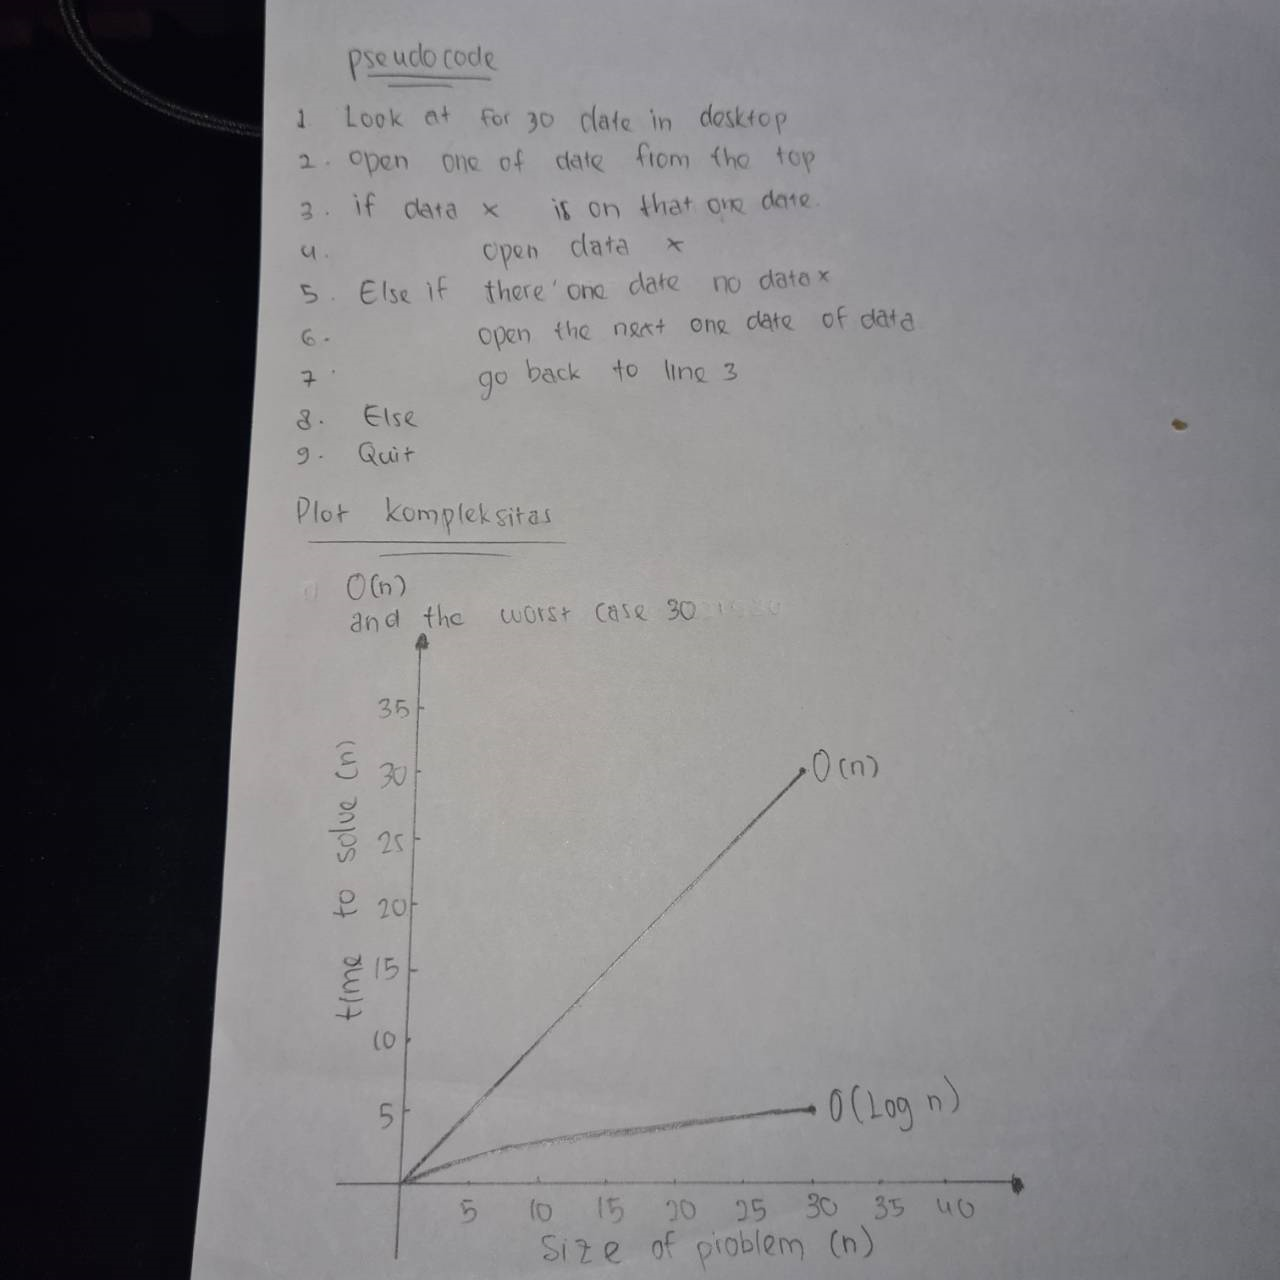 pseudocode
1. Look at for 30 date in desktop
2. open one of date from the top
3. if data x is on that one date.
4. open data x
5. Else if there' one date no data x
6. open the next one date of data
7. go back to line 3
8. Else
9. Quit
Plot kompleksitas
O(n)
and the worst case 30
35
30
25
20
15
10
5
time to solve (n)
O(n)
O(Log n)
5 10 15 20 25 30 35 40
Size of problem (n)